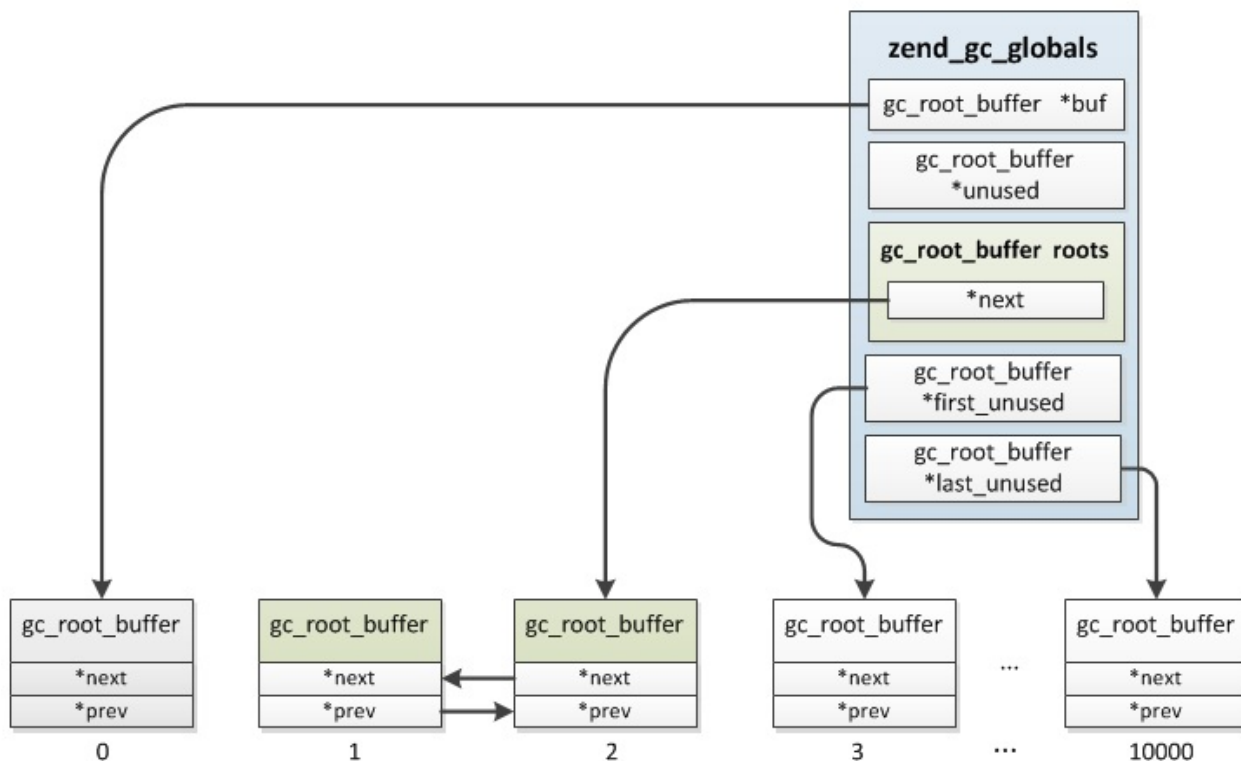 zend_gc_globals
gc_root_buffer *buf
gc_root_buffer
*unused
gc_root_buffer roots
*next
gc_root_buffer
*first_unused
gc_root_buffer
*last_unused
gc_root_buffer
*next
*prev
0
gc_root_buffer
*next
*prev
1
gc_root_buffer
*next
*prev
2
gc_root_buffer
*next
*prev
3
...
...
gc_root_buffer
*next
*prev
10000